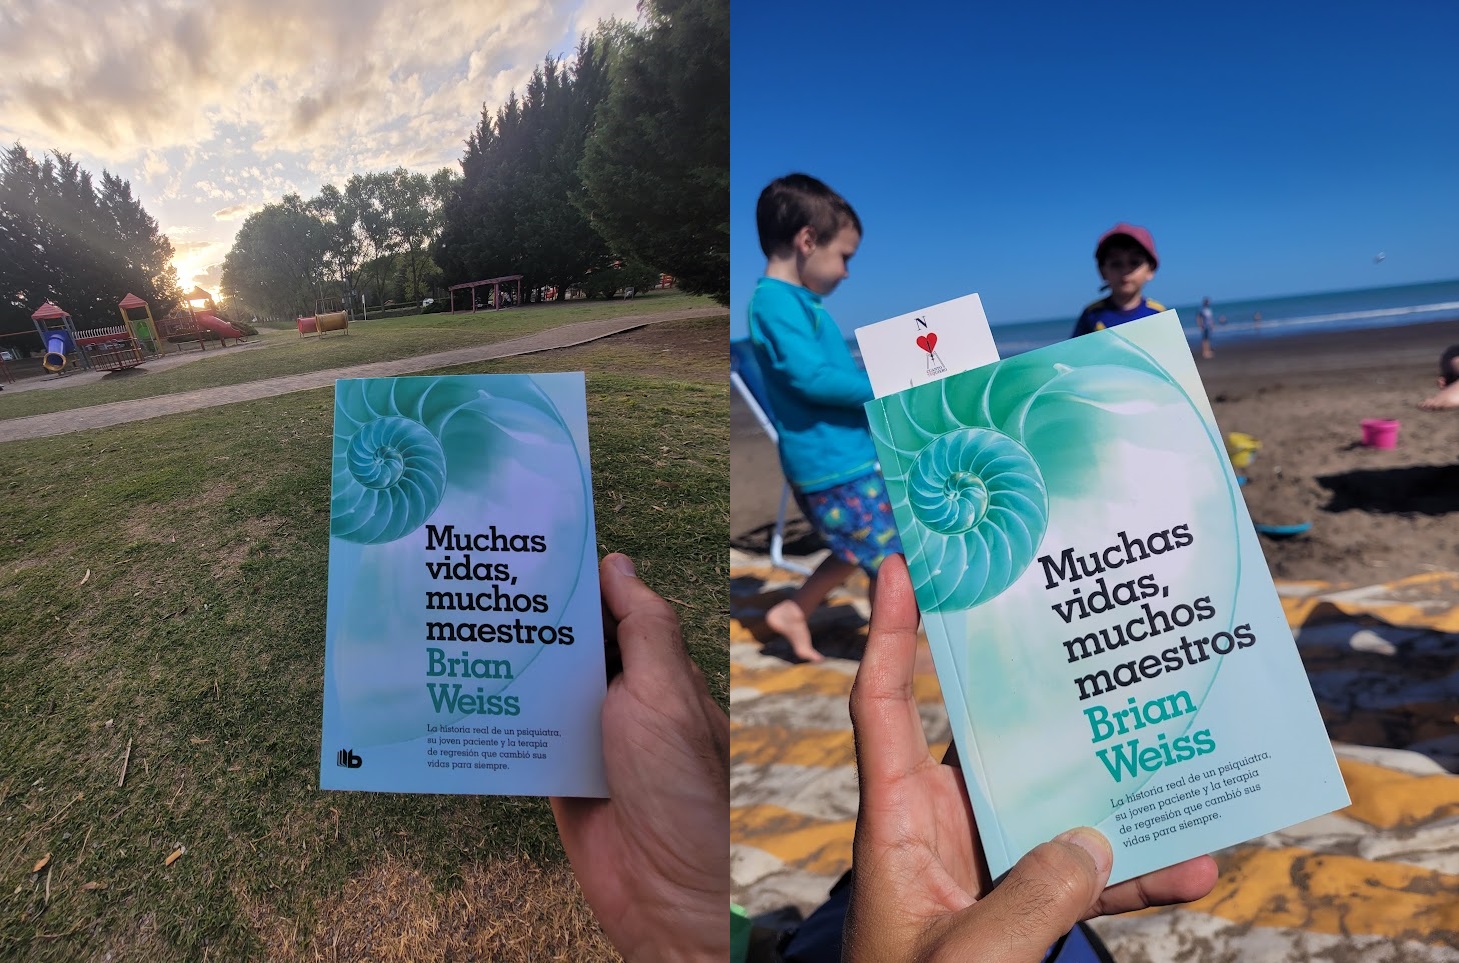 Muchas
vidas,
muchos
maestros
Brian
Weiss
La historia real de un psiquiatra,
su joven paciente y la terapia
de regresión que cambió sus
vidas para siempre.
b
N
Muchas
vidas,
muchos
maestros
Brian
Weiss
La historia real de un psiquiatra,
su joven paciente y la terapia
de regresión que cambió sus
vidas para siempre.